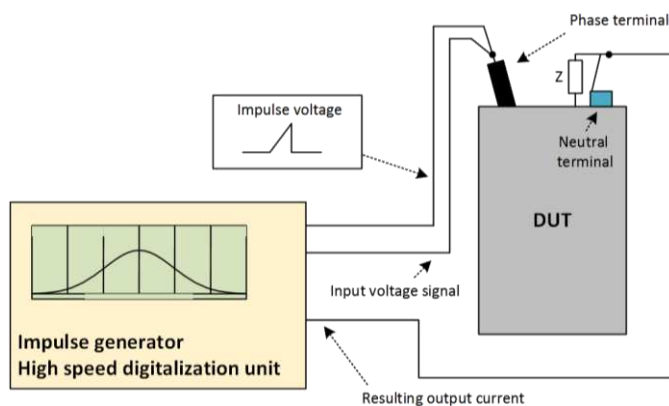 Phase terminal
Impulse voltage
Z
Neutral
terminal
DUT
Input voltage signal
Impulse generator
High speed digitalization unit
Resulting output current